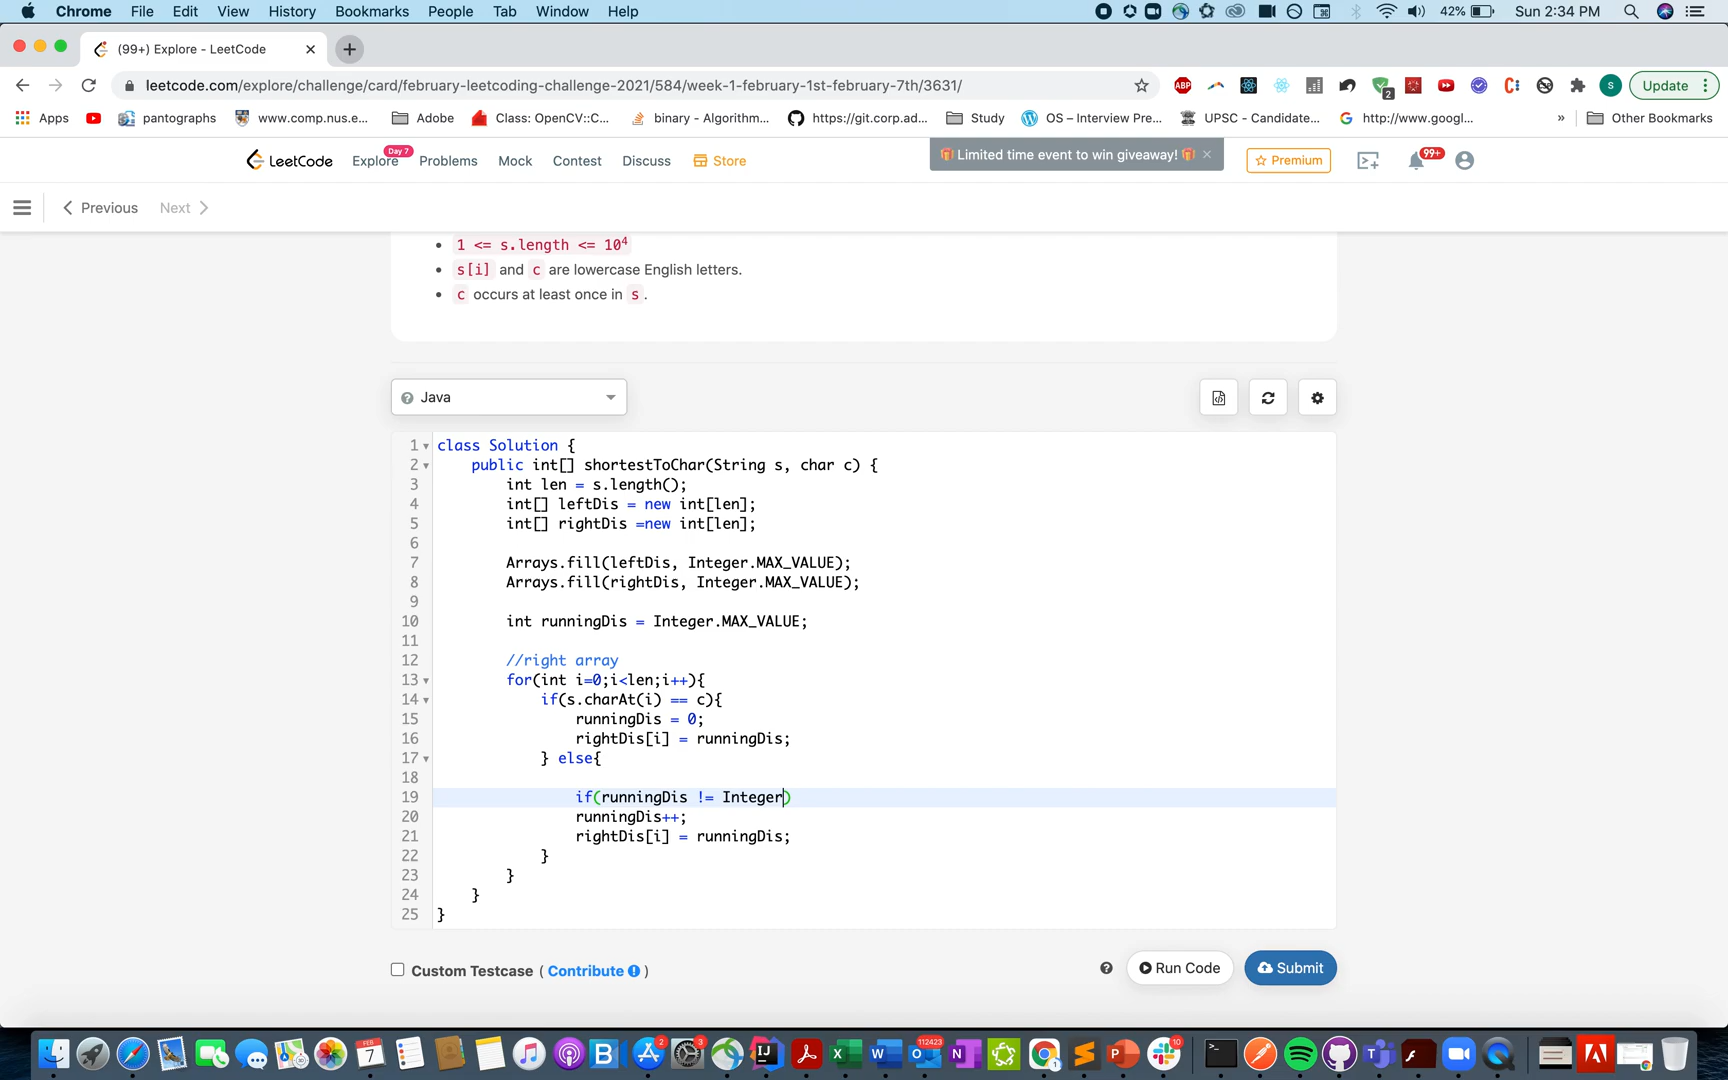 Chrome File Edit View History Bookmarks People Tab Window Help 42% Sun 2:34 PM
(99+) Explore - LeetCode
leetcode.com/explore/challenge/card/february-leetcoding-challenge-2021/584/week-1-february-1st-february-7th/3631/ ABP 2 S Update
Apps pantographs www.comp.nus.e... Adobe Class: OpenCV::C... binary - Algorithm... https://git.corp.ad... Study OS – Interview Pre... UPSC - Candidate... http://www.googl... » Other Bookmarks
LeetCode Explore Day 7 Problems Mock Contest Discuss Store Limited time event to win giveaway! Premium 99+
Previous Next
1 <= s.length <= 10⁴
s[i] and c are lowercase English letters.
c occurs at least once in s.
Java
1 class Solution {
2 public int[] shortestToChar(String s, char c) {
3 int len = s.length();
4 int[] leftDis = new int[len];
5 int[] rightDis =new int[len];
6
7 Arrays.fill(leftDis, Integer.MAX_VALUE);
8 Arrays.fill(rightDis, Integer.MAX_VALUE);
9
10 int runningDis = Integer.MAX_VALUE;
11
12 //right array
13 for(int i=0;i<len;i++){
14 if(s.charAt(i) == c){
15 runningDis = 0;
16 rightDis[i] = runningDis;
17 } else{
18
19 if(runningDis != Integer)
20 runningDis++;
21 rightDis[i] = runningDis;
22 }
23 }
24 }
25 }
Custom Testcase ( Contribute )
Run Code Submit